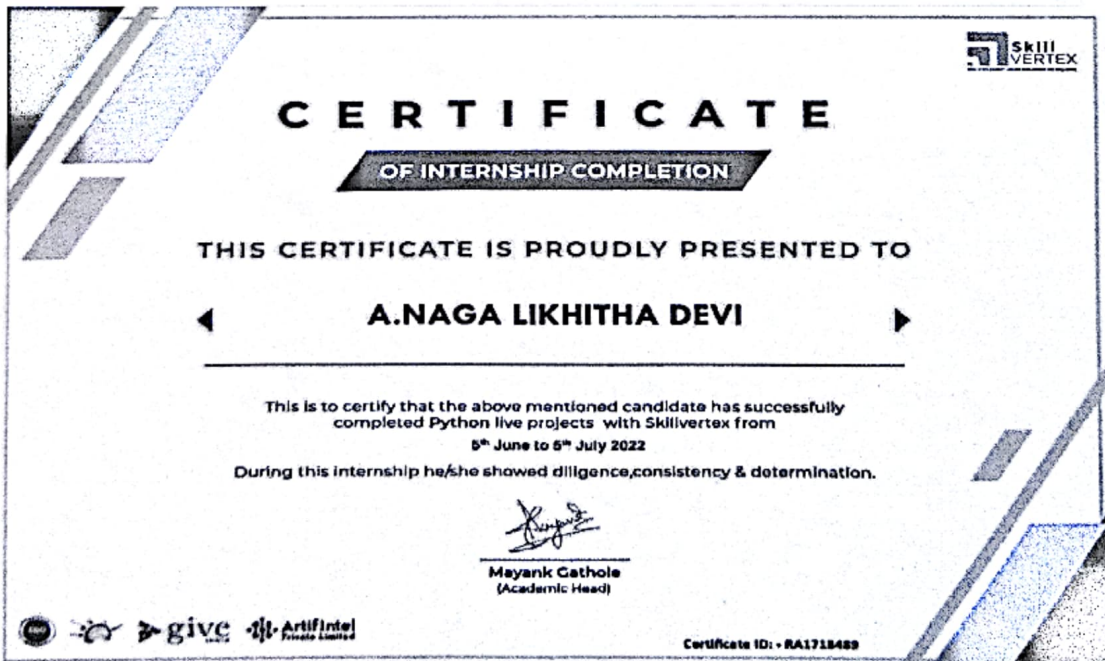 Skill
VERTEX
CERTIFICATE
OF INTERNSHIP COMPLETION
THIS CERTIFICATE IS PROUDLY PRESENTED TO
A.NAGA LIKHITHA DEVI
This is to certify that the above mentioned candidate has successfully
completed Python live projects with Skillvertex from
5th June to 5th July 2022
During this internship he/she showed diligence,consistency & determination.
Mayank Gathole
(Academic Head)
give
ArtifIntel
Private Limited
Certificate ID: - RA1718489